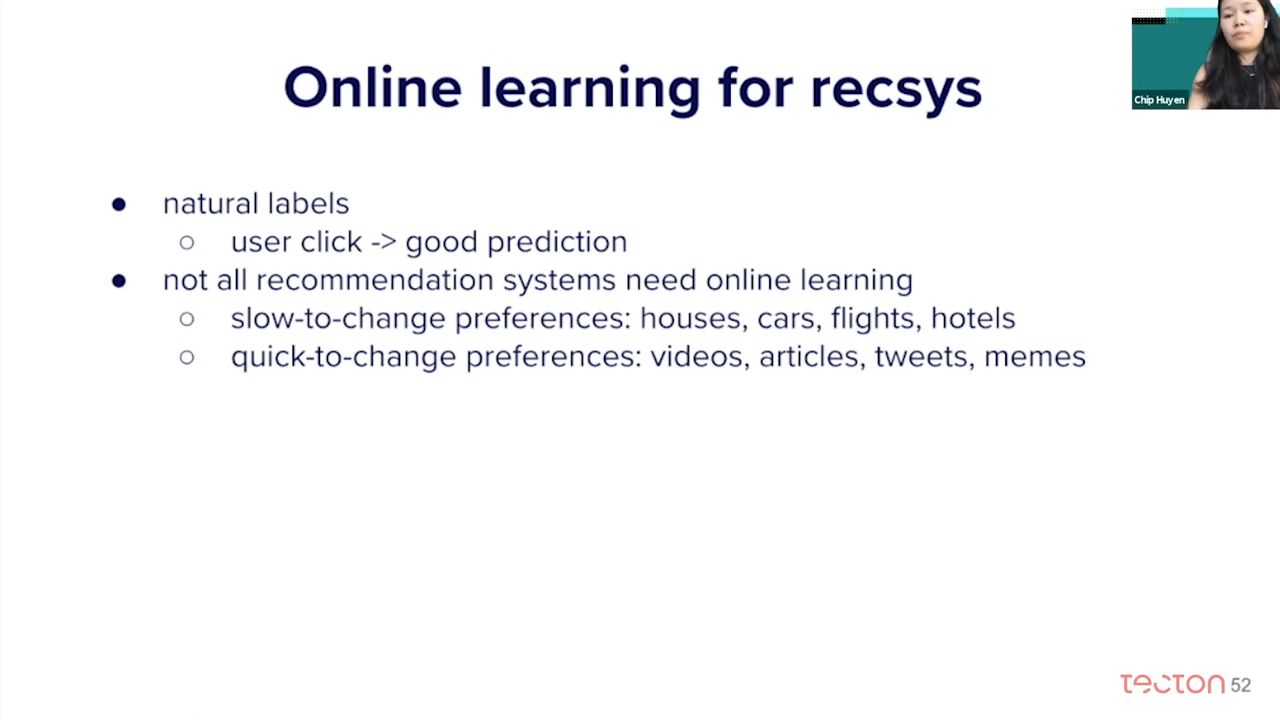 Online learning for recsys
Chip Huyen
● natural labels
○ user click -> good prediction
● not all recommendation systems need online learning
○ slow-to-change preferences: houses, cars, flights, hotels
○ quick-to-change preferences: videos, articles, tweets, memes
tecton 52